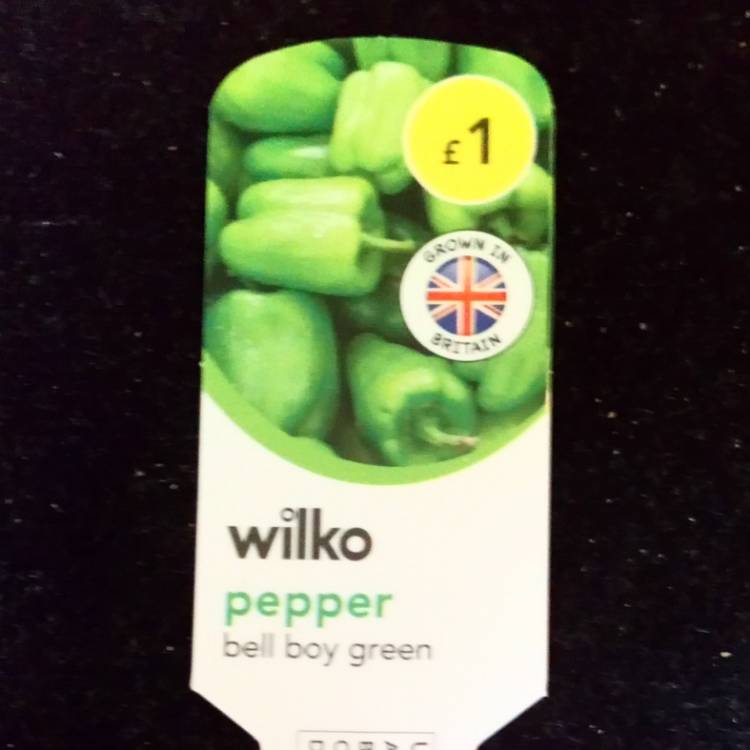 £1
GROWN IN
BRITAIN
wilko
pepper
bell boy green